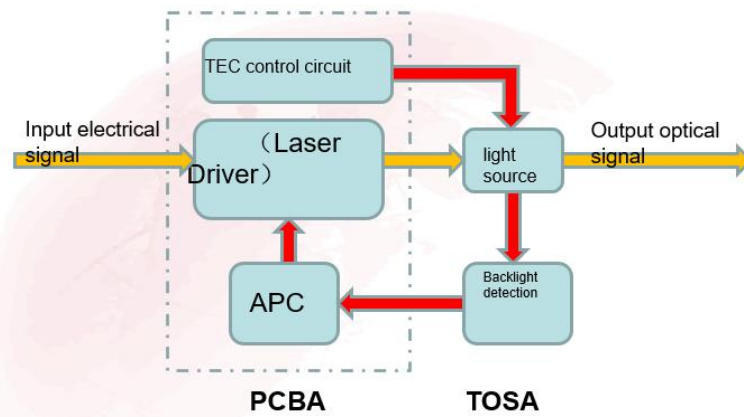 TEC control circuit
Input electrical
signal
（Laser
Driver）
light
source
Output optical
signal
APC
Backlight
detection
PCBA
TOSA